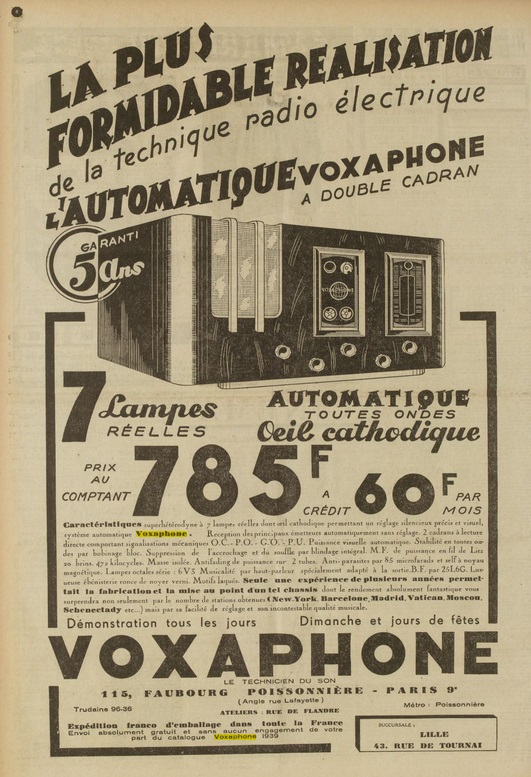 LA PLUS
FORMIDABLE REALISATION
de la technique radio électrique
L'AUTOMATIQUE VOXAPHONE
A DOUBLE CADRAN
GARANTI
5 ans
7 Lampes
RÉELLES
AUTOMATIQUE
TOUTES ONDES
Oeil cathodique
PRIX
AU
COMPTANT
785F
A
CRÉDIT
60F
PAR
MOIS
Caractéristiques superhétérodyne à 7 lampes réelles dont œil cathodique permettant un réglage silencieux précis et visuel,
système automatique Voxaphone. Réception des principaux émetteurs automatiquement sans réglage. 2 cadrans à lecture
directe comportant signalisations mécaniques O.C.-P.O.-G.O.-P.U. Puissance visuelle automatique. Stabilité en toutes on-
des par bobinage bloc. Suppression de l'accrochage et du souffle par blindage intégral. M.F. de puissance en fil de Litz
20 brins. 472 kilocycles. Masse isolée. Antifading de puissance sur 2 tubes. Anti-parasites par 85 microfarads et self à noyau
magnétique. Lampes octales série : 6V5 Musicalité par haut-parleur spécialement adapté à la sortie B.F. par 25L6G. Lu-
xueuse ébénisterie ronce de noyer verni. Motifs laqués. Seule une expérience de plusieurs années permet-
tait la fabrication et la mise au point d'un tel chassis dont le rendement absolument fantastique vous
surprendra non seulement par le nombre de stations obtenues (New.York, Barcelone, Madrid, Vatican, Moscou,
Schenectady etc...) mais par sa facilité de réglage et son incontestable qualité musicale.
Démonstration tous les jours Dimanche et jours de fêtes
VOXAPHONE
LE TECHNICIEN DU SON
115, FAUBOURG POISSONNIÈRE - PARIS 9e
(Angle rue Lafayette)
Trudaine 96-36
Métro: Poissonnière
ATELIERS : RUE DE FLANDRE
Expédition franco d'emballage dans toute la France
Envoi absolument gratuit et sans aucun engagement de votre
part du catalogue Voxaphone 1939
SUCCURSALE :
LILLE
43, RUE DE TOURNAI